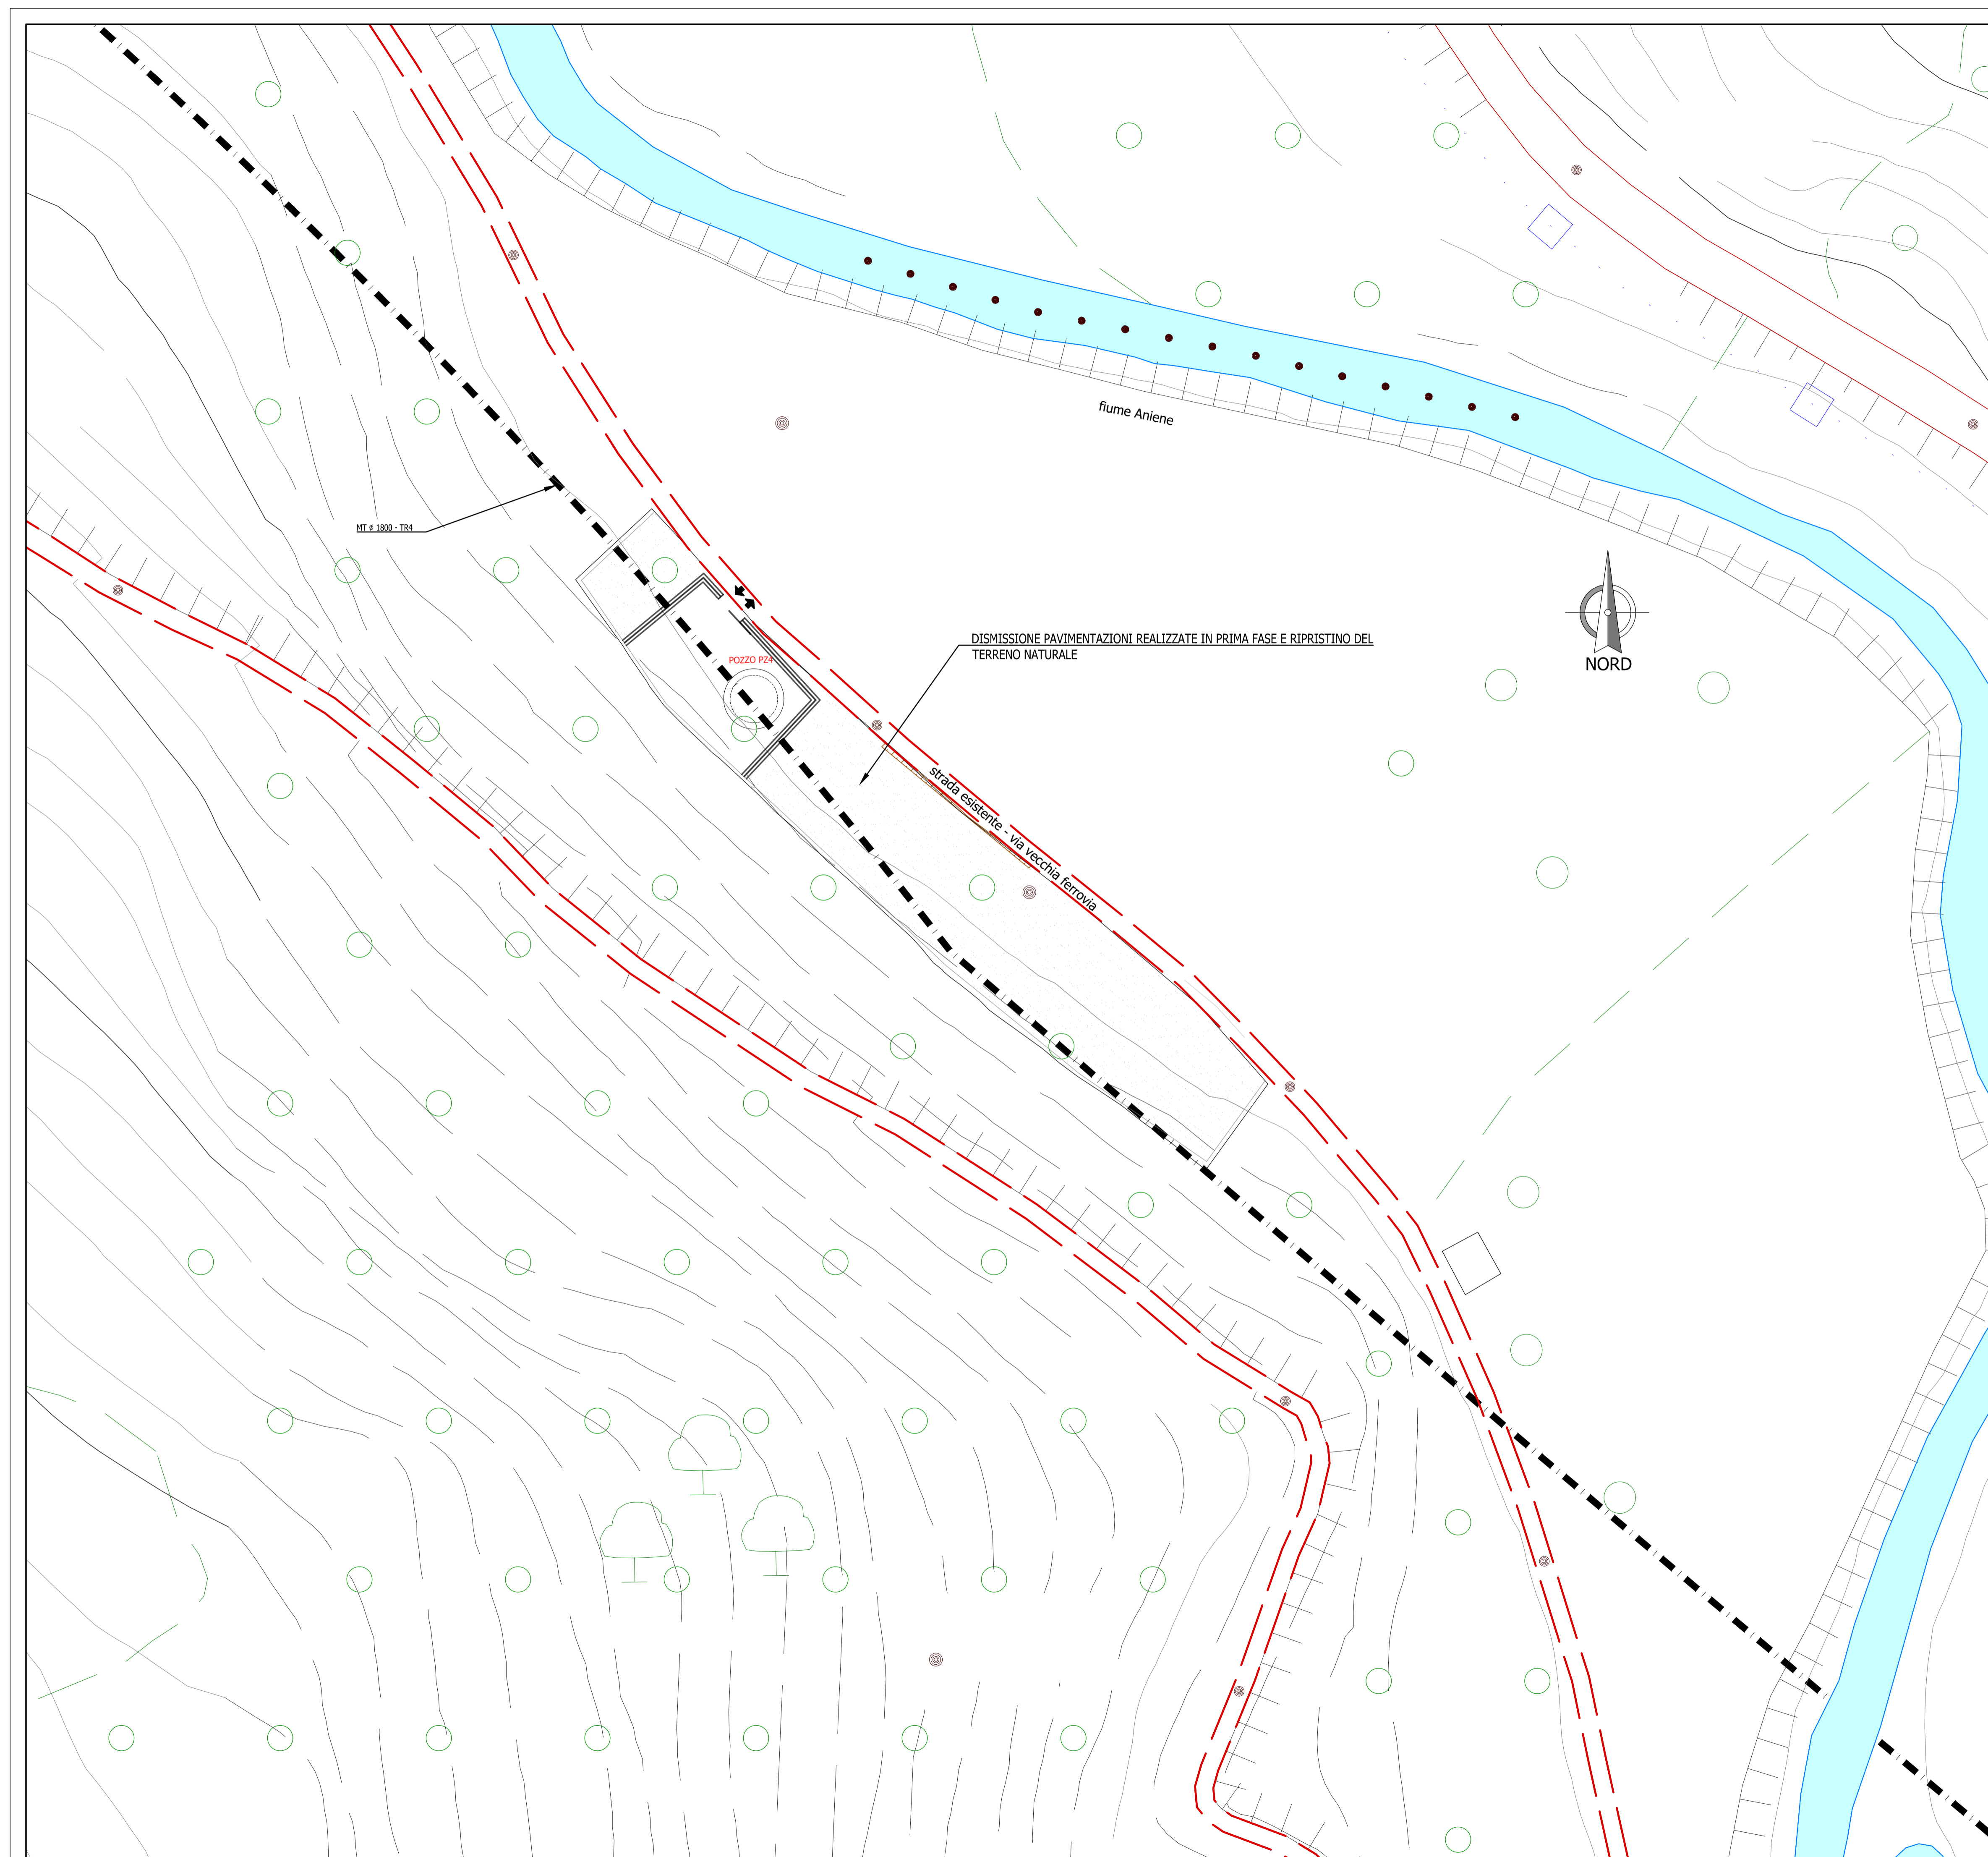 fiume Aniene
MT ø 1800 - TR4
DISMISSIONE PAVIMENTAZIONI REALIZZATE IN PRIMA FASE E RIPRISTINO DEL
TERRENO NATURALE
POZZO PZ4
NORD
strada esistente - via vecchia ferrovia